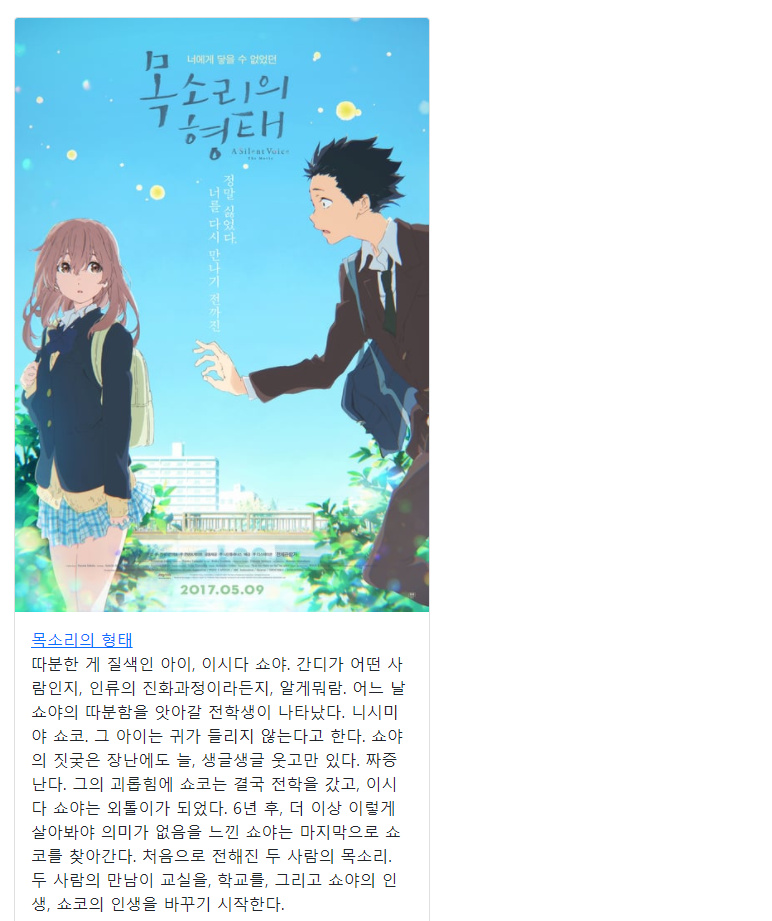 너에게 닿을 수 없었던
목소리의
형태
A Silent Voice
The Movie
정말 싫었다.
너를 다시 만나기 전까진
2017.05.09
목소리의 형태
따분한 게 질색인 아이, 이시다 쇼야. 간디가 어떤 사
람인지, 인류의 진화과정이라든지, 알게뭐람. 어느 날
쇼야의 따분함을 앗아갈 전학생이 나타났다. 니시미
야 쇼코. 그 아이는 귀가 들리지 않는다고 한다. 쇼야
의 짓궂은 장난에도 늘, 생글생글 웃고만 있다. 짜증
난다. 그의 괴롭힘에 쇼코는 결국 전학을 갔고, 이시
다 쇼야는 외톨이가 되었다. 6년 후, 더 이상 이렇게
살아봐야 의미가 없음을 느낀 쇼야는 마지막으로 쇼
코를 찾아간다. 처음으로 전해진 두 사람의 목소리.
두 사람의 만남이 교실을, 학교를, 그리고 쇼야의 인
생, 쇼코의 인생을 바꾸기 시작한다.